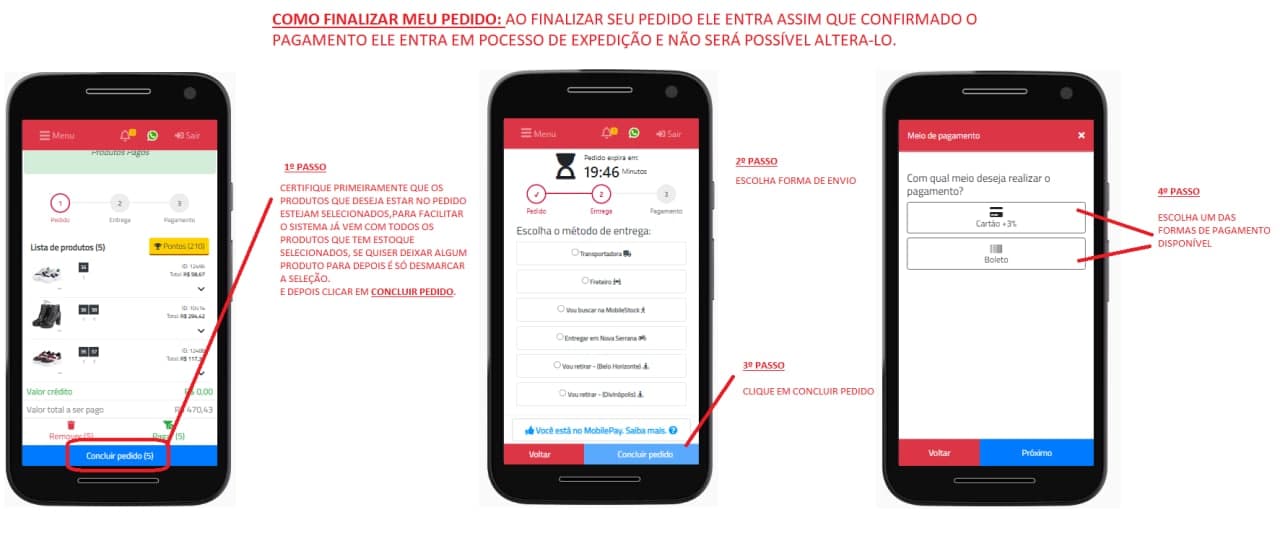 COMO FINALIZAR MEU PEDIDO: AO FINALIZAR SEU PEDIDO ELE ENTRA ASSIM QUE CONFIRMADO O
PAGAMENTO ELE ENTRA EM POCESSO DE EXPEDIÇÃO E NÃO SERÁ POSSÍVEL ALTERA-LO.
Menu
Sair
Produtos Pagos
1
2
3
Pedido
Entrega
Pagamento
Lista de produtos (5)
Pontos (210)
Total: R$
Total: R$ 294,42
Total: R$ 117,
Valor crédito
R$ 0,00
Valor total a ser pago
R$ 470,43
Remover (5)
(5)
Concluir pedido (5)
1º PASSO
CERTIFIQUE PRIMEIRAMENTE QUE OS
PRODUTOS QUE DESEJA ESTAR NO PEDIDO
ESTEJAM SELECIONADOS,PARA FACILITAR
O SISTEMA JÁ VEM COM TODOS OS
PRODUTOS QUE TEM ESTOQUE
SELECIONADOS, SE QUISER DEIXAR ALGUM
PRODUTO PARA DEPOIS É SÓ DESMARCAR
A SELEÇÃO.
E DEPOIS CLICAR EM CONCLUIR PEDIDO.
Menu
Sair
Pedido expira em:
19:46 Minutos
2
3
Pedido
Entrega
Pagamento
Escolha o método de entrega:
Transportadora
Freteiro
Vou buscar na MobileStock
Entregar em Nova Serrana
Vou retirar - (Belo Horizonte)
Vou retirar - (Divinópolis)
Você está no MobilePay. Saiba mais.
Voltar
Concluir pedido
2º PASSO
ESCOLHA FORMA DE ENVIO
3º PASSO
CLIQUE EM CONCLUIR PEDIDO
Meio de pagamento
Com qual meio deseja realizar o
pagamento?
Cartão +3%
Boleto
Voltar
Próximo
4º PASSO
ESCOLHA UM DAS
FORMAS DE PAGAMENTO
DISPONÍVEL